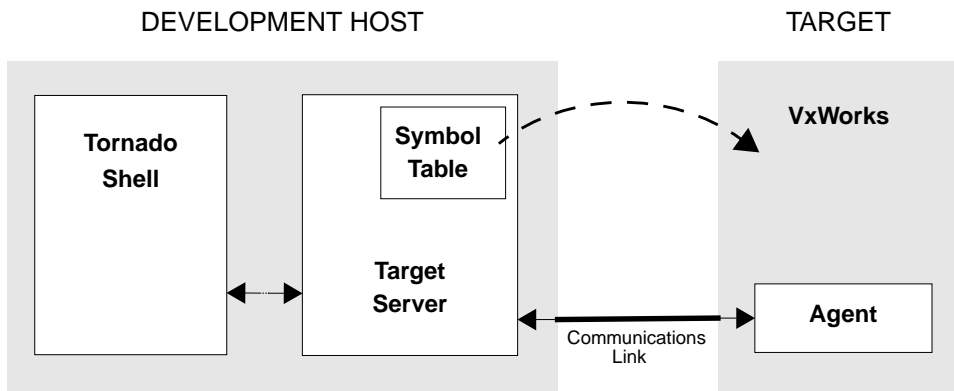 DEVELOPMENT HOST
TARGET
Tornado
Shell
Symbol
Table
VxWorks
Target
Server
Agent
Communications
Link